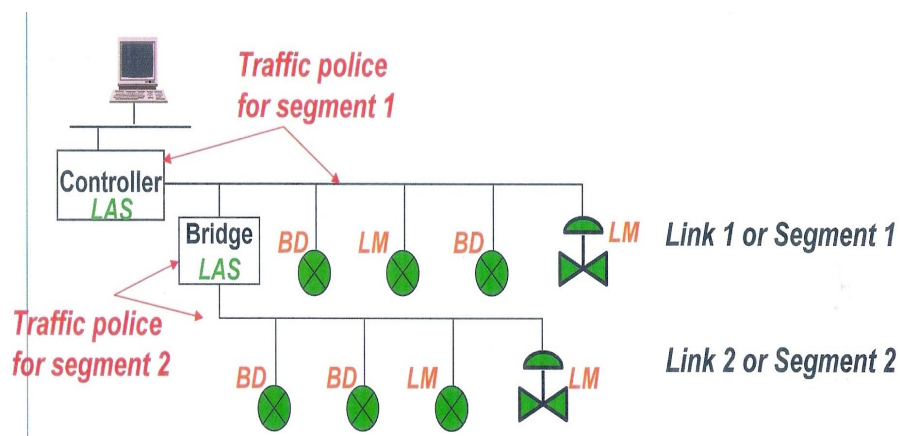 Traffic police
for segment 1
Controller
LAS
Bridge
LAS
BD
LM
BD
LM
Link 1 or Segment 1
Traffic police
for segment 2
BD
BD
LM
LM
Link 2 or Segment 2